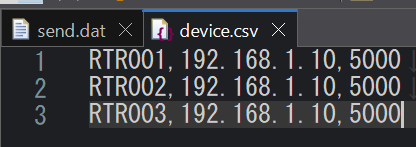 send.dat device.csv
1 RTR001,192.168.1.10,5000↓
2 RTR002,192.168.1.10,5000↓
3 RTR003,192.168.1.10,5000